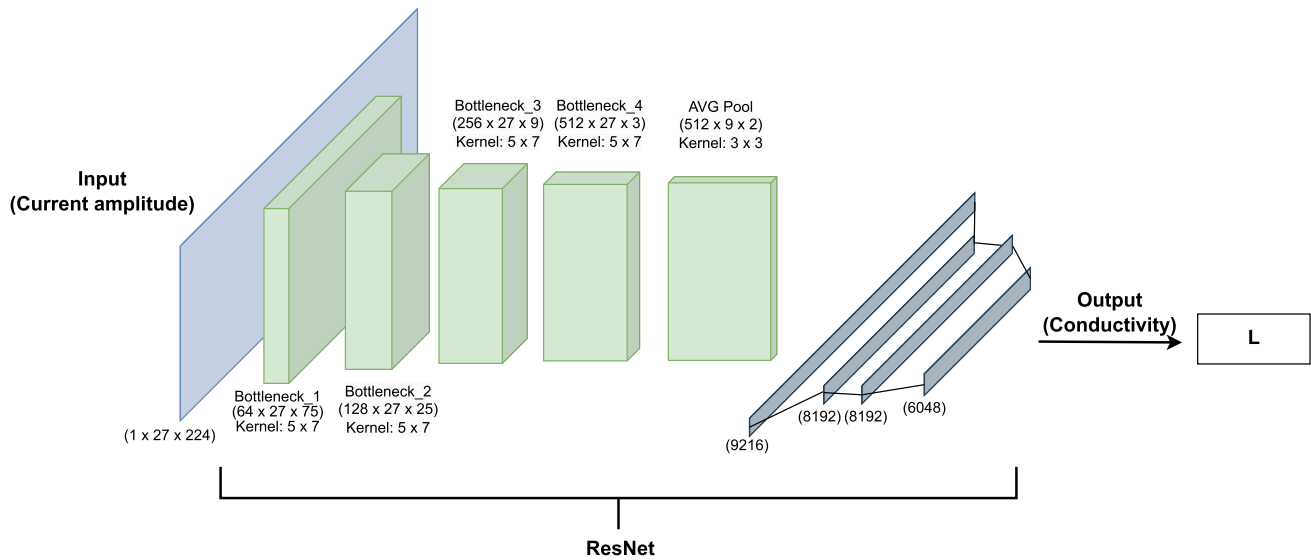 Bottleneck_3
(256 x 27 x 9)
Kernel: 5 x 7
Bottleneck_4
(512 x 27 x 3)
Kernel: 5 x 7
AVG Pool
(512 x 9 x 2)
Kernel: 3 x 3
Input
(Current amplitude)
(1 x 27 x 224)
Bottleneck_1
(64 x 27 x 75)
Kernel: 5 x 7
Bottleneck_2
(128 x 27 x 25)
Kernel: 5 x 7
(9216)
(8192)
(8192)
(6048)
Output
(Conductivity)
L
ResNet